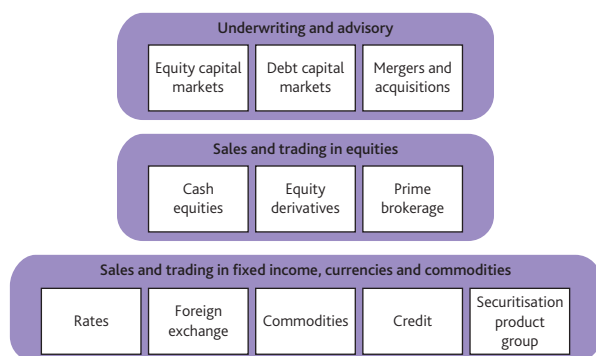 Underwriting and advisory
Equity capital
markets
Debt capital
markets
Mergers and
acquisitions
Sales and trading in equities
Cash
equities
Equity
derivatives
Prime
brokerage
Sales and trading in fixed income, currencies and commodities
Rates
Foreign
exchange
Commodities
Credit
Securitisation
product
group